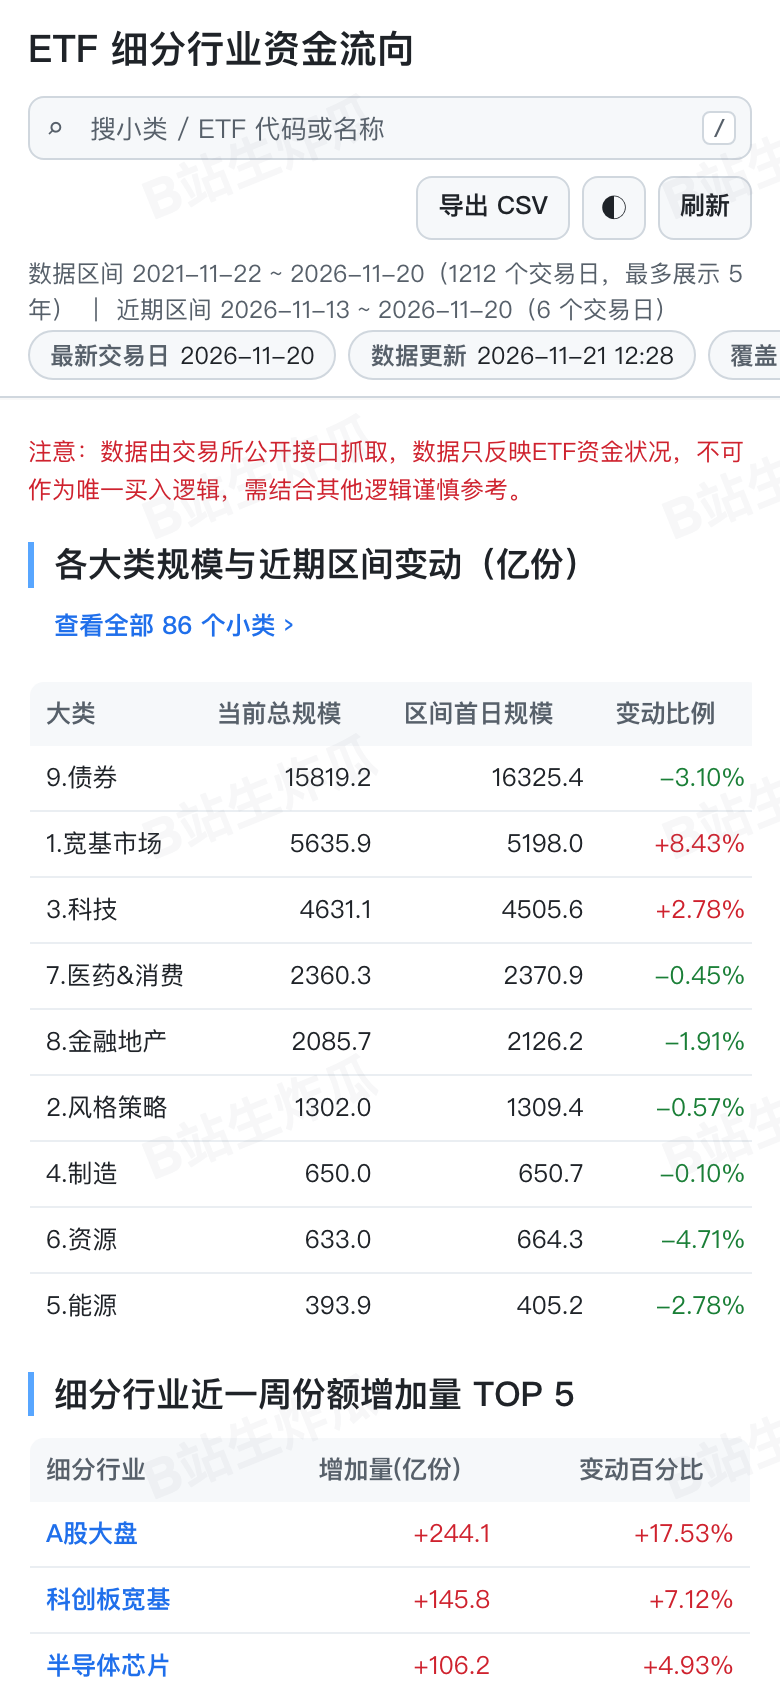 ETF 细分行业资金流向
搜小类 / ETF 代码或名称 /
导出 CSV 刷新
数据区间 2021-11-22 ~ 2026-11-20（1212 个交易日，最多展示 5
年） | 近期区间 2026-11-13 ~ 2026-11-20（6 个交易日）
最新交易日 2026-11-20 数据更新 2026-11-21 12:28 覆盖
注意：数据由交易所公开接口抓取，数据只反映ETF资金状况，不可
作为唯一买入逻辑，需结合其他逻辑谨慎参考。
各大类规模与近期区间变动（亿份）
查看全部 86 个小类 ›
大类 当前总规模 区间首日规模 变动比例
9.债券 15819.2 16325.4 -3.10%
1.宽基市场 5635.9 5198.0 +8.43%
3.科技 4631.1 4505.6 +2.78%
7.医药&消费 2360.3 2370.9 -0.45%
8.金融地产 2085.7 2126.2 -1.91%
2.风格策略 1302.0 1309.4 -0.57%
4.制造 650.0 650.7 -0.10%
6.资源 633.0 664.3 -4.71%
5.能源 393.9 405.2 -2.78%
细分行业近一周份额增加量 TOP 5
细分行业 增加量(亿份) 变动百分比
A股大盘 +244.1 +17.53%
科创板宽基 +145.8 +7.12%
半导体芯片 +106.2 +4.93%
B站生炸瓜